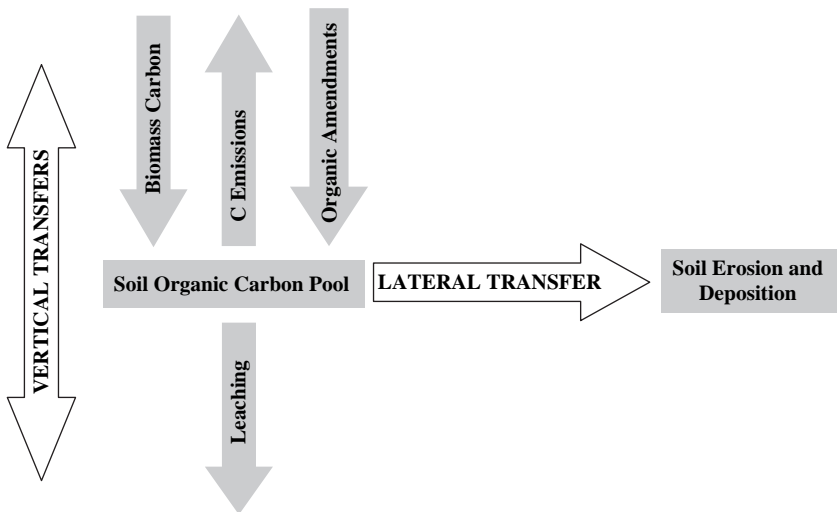 VERTICAL TRANSFERS
Biomass Carbon
C Emissions
Organic Amendments
Soil Organic Carbon Pool
LATERAL TRANSFER
Soil Erosion and
Deposition
Leaching